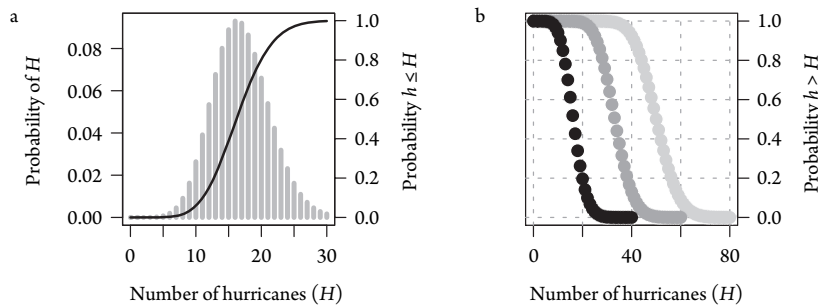 a
Probability of H
0.08
0.06
0.04
0.02
0.00
1.0
0.8
0.6
0.4
0.2
0.0
Probability h ≤ H
0 10 20 30
Number of hurricanes (H)
b
1.0
0.8
0.6
0.4
0.2
0.0
Probability h > H
0 40 80
Number of hurricanes (H)